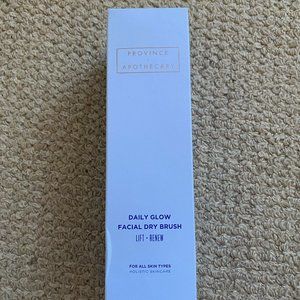 PROVINCE
APOTHECARY
DAILY GLOW
FACIAL DRY BRUSH
LIFT + RENEW
FOR ALL SKIN TYPES
HOLISTIC SKINCARE